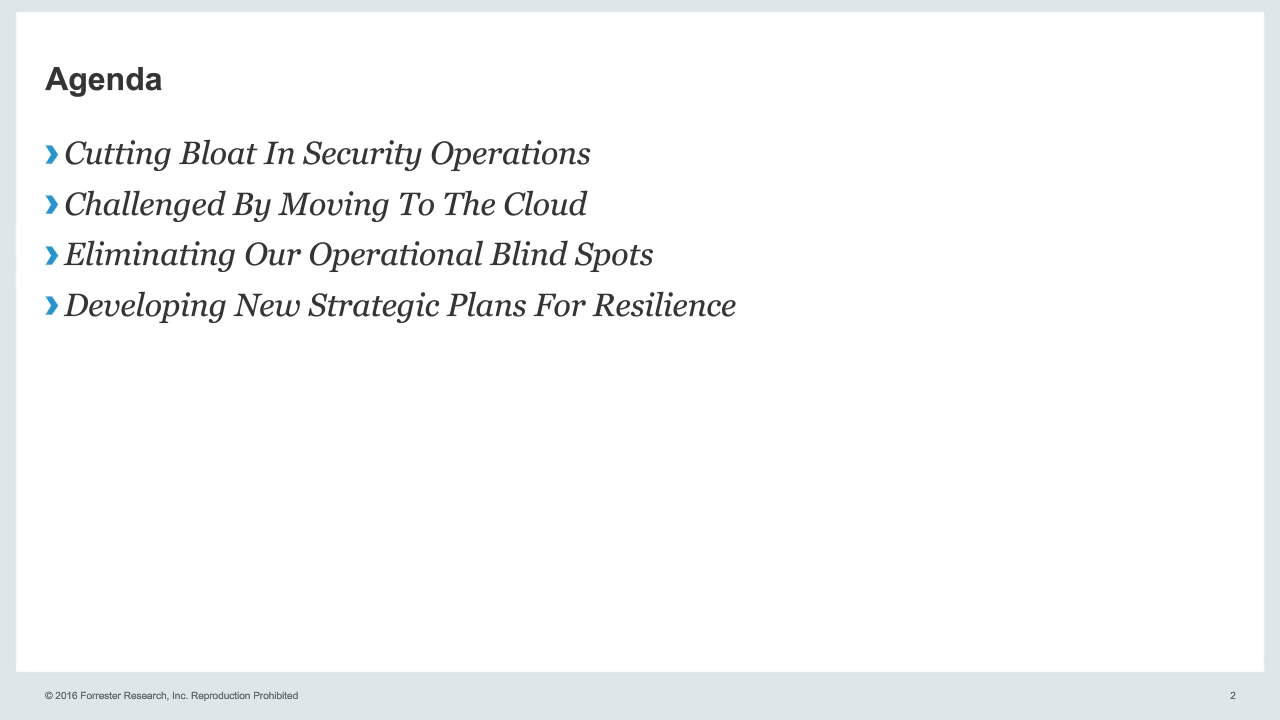 Agenda
› Cutting Bloat In Security Operations
› Challenged By Moving To The Cloud
› Eliminating Our Operational Blind Spots
› Developing New Strategic Plans For Resilience
© 2016 Forrester Research, Inc. Reproduction Prohibited
2